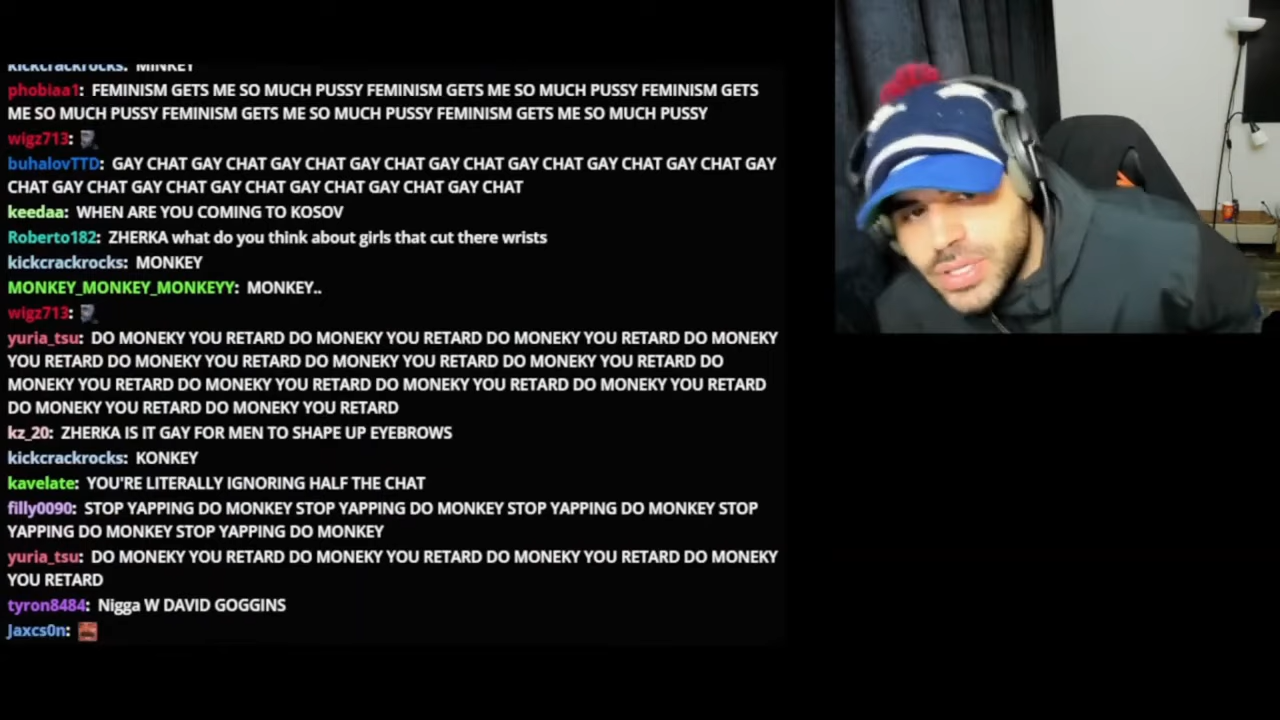 kickcrackrocks: MINKEY
phobiaa1: FEMINISM GETS ME SO MUCH PUSSY FEMINISM GETS ME SO MUCH PUSSY FEMINISM GETS
ME SO MUCH PUSSY FEMINISM GETS ME SO MUCH PUSSY FEMINISM GETS ME SO MUCH PUSSY
wigz713:
buhalovTTD: GAY CHAT GAY CHAT GAY CHAT GAY CHAT GAY CHAT GAY CHAT GAY CHAT GAY CHAT GAY
CHAT GAY CHAT GAY CHAT GAY CHAT GAY CHAT GAY CHAT GAY CHAT
keedaa: WHEN ARE YOU COMING TO KOSOV
Roberto182: ZHERKA what do you think about girls that cut there wrists
kickcrackrocks: MONKEY
MONKEY_MONKEY_MONKEYY: MONKEY..
wigz713:
yuria_tsu: DO MONEKY YOU RETARD DO MONEKY YOU RETARD DO MONEKY YOU RETARD DO MONEKY
YOU RETARD DO MONEKY YOU RETARD DO MONEKY YOU RETARD DO MONEKY YOU RETARD DO
MONEKY YOU RETARD DO MONEKY YOU RETARD DO MONEKY YOU RETARD DO MONEKY YOU RETARD
DO MONEKY YOU RETARD DO MONEKY YOU RETARD
kz_20: ZHERKA IS IT GAY FOR MEN TO SHAPE UP EYEBROWS
kickcrackrocks: KONKEY
kavelate: YOU'RE LITERALLY IGNORING HALF THE CHAT
filly0090: STOP YAPPING DO MONKEY STOP YAPPING DO MONKEY STOP YAPPING DO MONKEY STOP
YAPPING DO MONKEY STOP YAPPING DO MONKEY
yuria_tsu: DO MONEKY YOU RETARD DO MONEKY YOU RETARD DO MONEKY YOU RETARD DO MONEKY
YOU RETARD
tyron8484: Nigga W DAVID GOGGINS
Jaxcs0n: